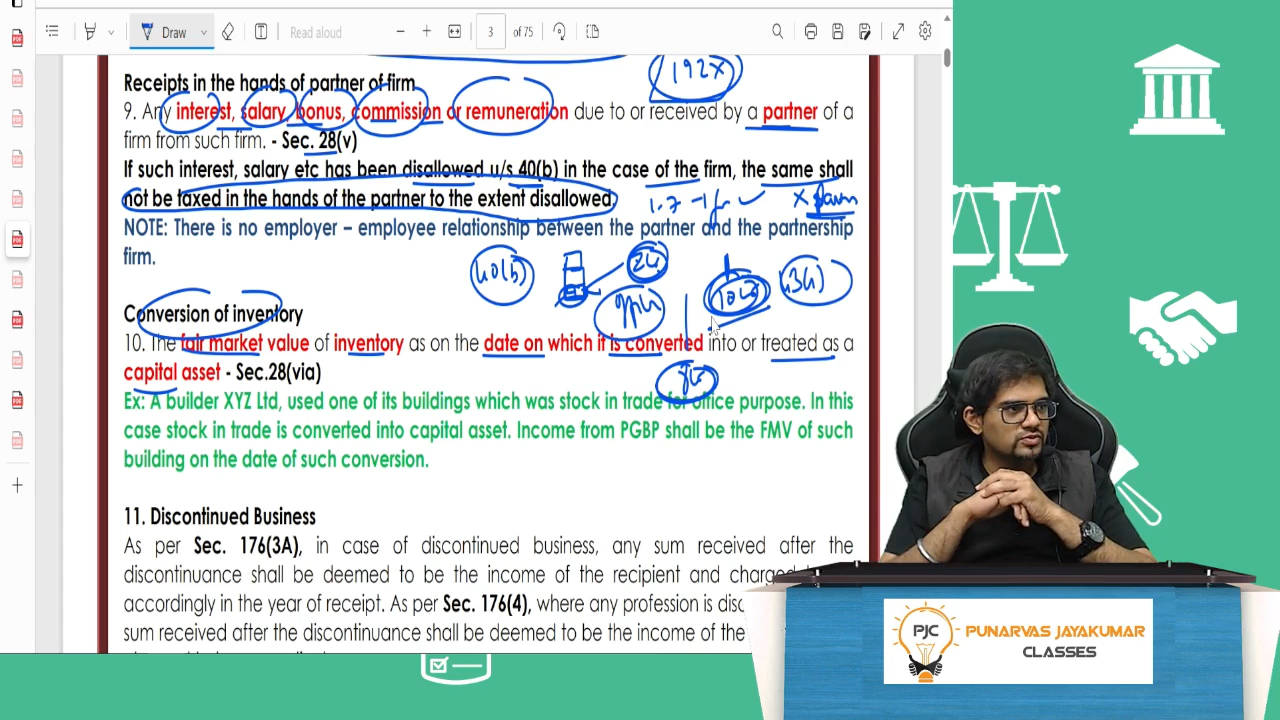 Draw
Read aloud
3 of 75
192X
Receipts in the hands of partner of firm
9. Any interest, salary, bonus, commission or remuneration due to or received by a partner of a
firm from such firm. - Sec. 28(v)
If such interest, salary etc has been disallowed u/s 40(b) in the case of the firm, the same shall
not be taxed in the hands of the partner to the extent disallowed.
NOTE: There is no employer – employee relationship between the partner and the partnership
firm.
40(b)
Conversion of inventory
10. The fair market value of inventory as on the date on which it is converted into or treated as a
capital asset - Sec.28(via)
Ex: A builder XYZ Ltd, used one of its buildings which was stock in trade for office purpose. In this
case stock in trade is converted into capital asset. Income from PGBP shall be the FMV of such
building on the date of such conversion.
11. Discontinued Business
As per Sec. 176(3A), in case of discontinued business, any sum received after the
discontinuance shall be deemed to be the income of the recipient and
accordingly in the year of receipt. As per Sec. 176(4), where any profession is
sum received after the discontinuance shall be deemed to be the income of the
PJC
PUNARVAS JAYAKUMAR
CLASSES